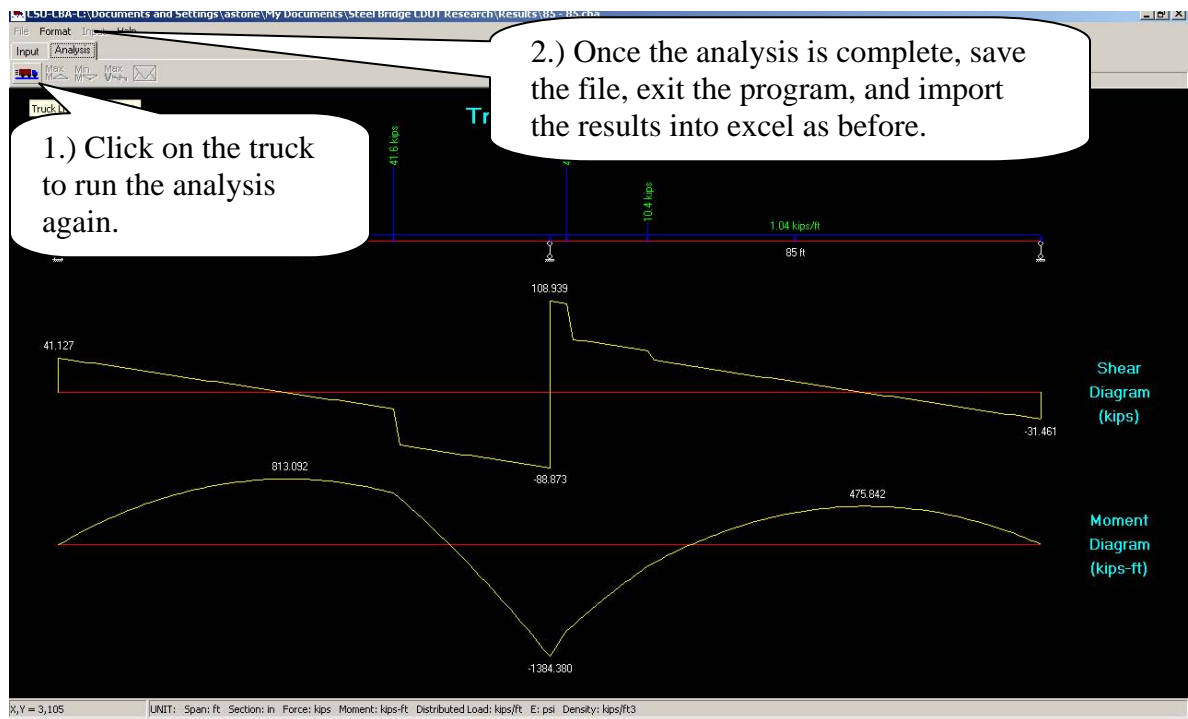 CSU-CBA-C:\Documents and Settings\astone\My Documents\Steel Bridge CDOT Research\Results\85 - 85.cba
File Format Input Help
Input Analysis
Max M Min M Max V
Truck
1.) Click on the truck
to run the analysis
again.
2.) Once the analysis is complete, save
the file, exit the program, and import
the results into excel as before.
Tr
41.6 kips
4
10.4 kips
1.04 kips/ft
85 ft
108.939
41.127
-31.461
-88.873
Shear
Diagram
(kips)
813.092
475.842
-1384.380
Moment
Diagram
(kips-ft)
X,Y = 3,105 UNIT: Span: ft Section: in Force: kips Moment: kips-ft Distributed Load: kips/ft E: psi Density: kips/ft3